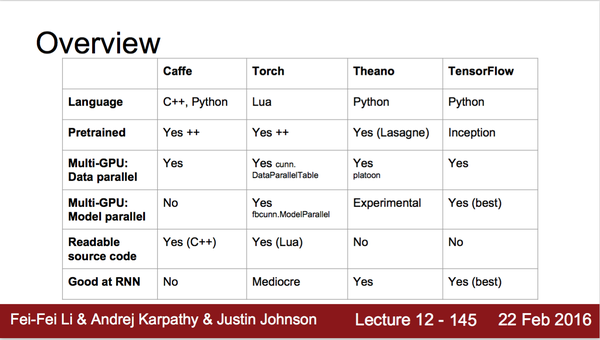 Overview
Caffe Torch Theano TensorFlow
Language C++, Python Lua Python Python
Pretrained Yes ++ Yes ++ Yes (Lasagne) Inception
Multi-GPU: Data parallel Yes Yes cunn.DataParallelTable Yes platoon Yes
Multi-GPU: Model parallel No Yes fbcunn.ModelParallel Experimental Yes (best)
Readable source code Yes (C++) Yes (Lua) No No
Good at RNN No Mediocre Yes Yes (best)
Fei-Fei Li & Andrej Karpathy & Justin Johnson Lecture 12 - 145 22 Feb 2016